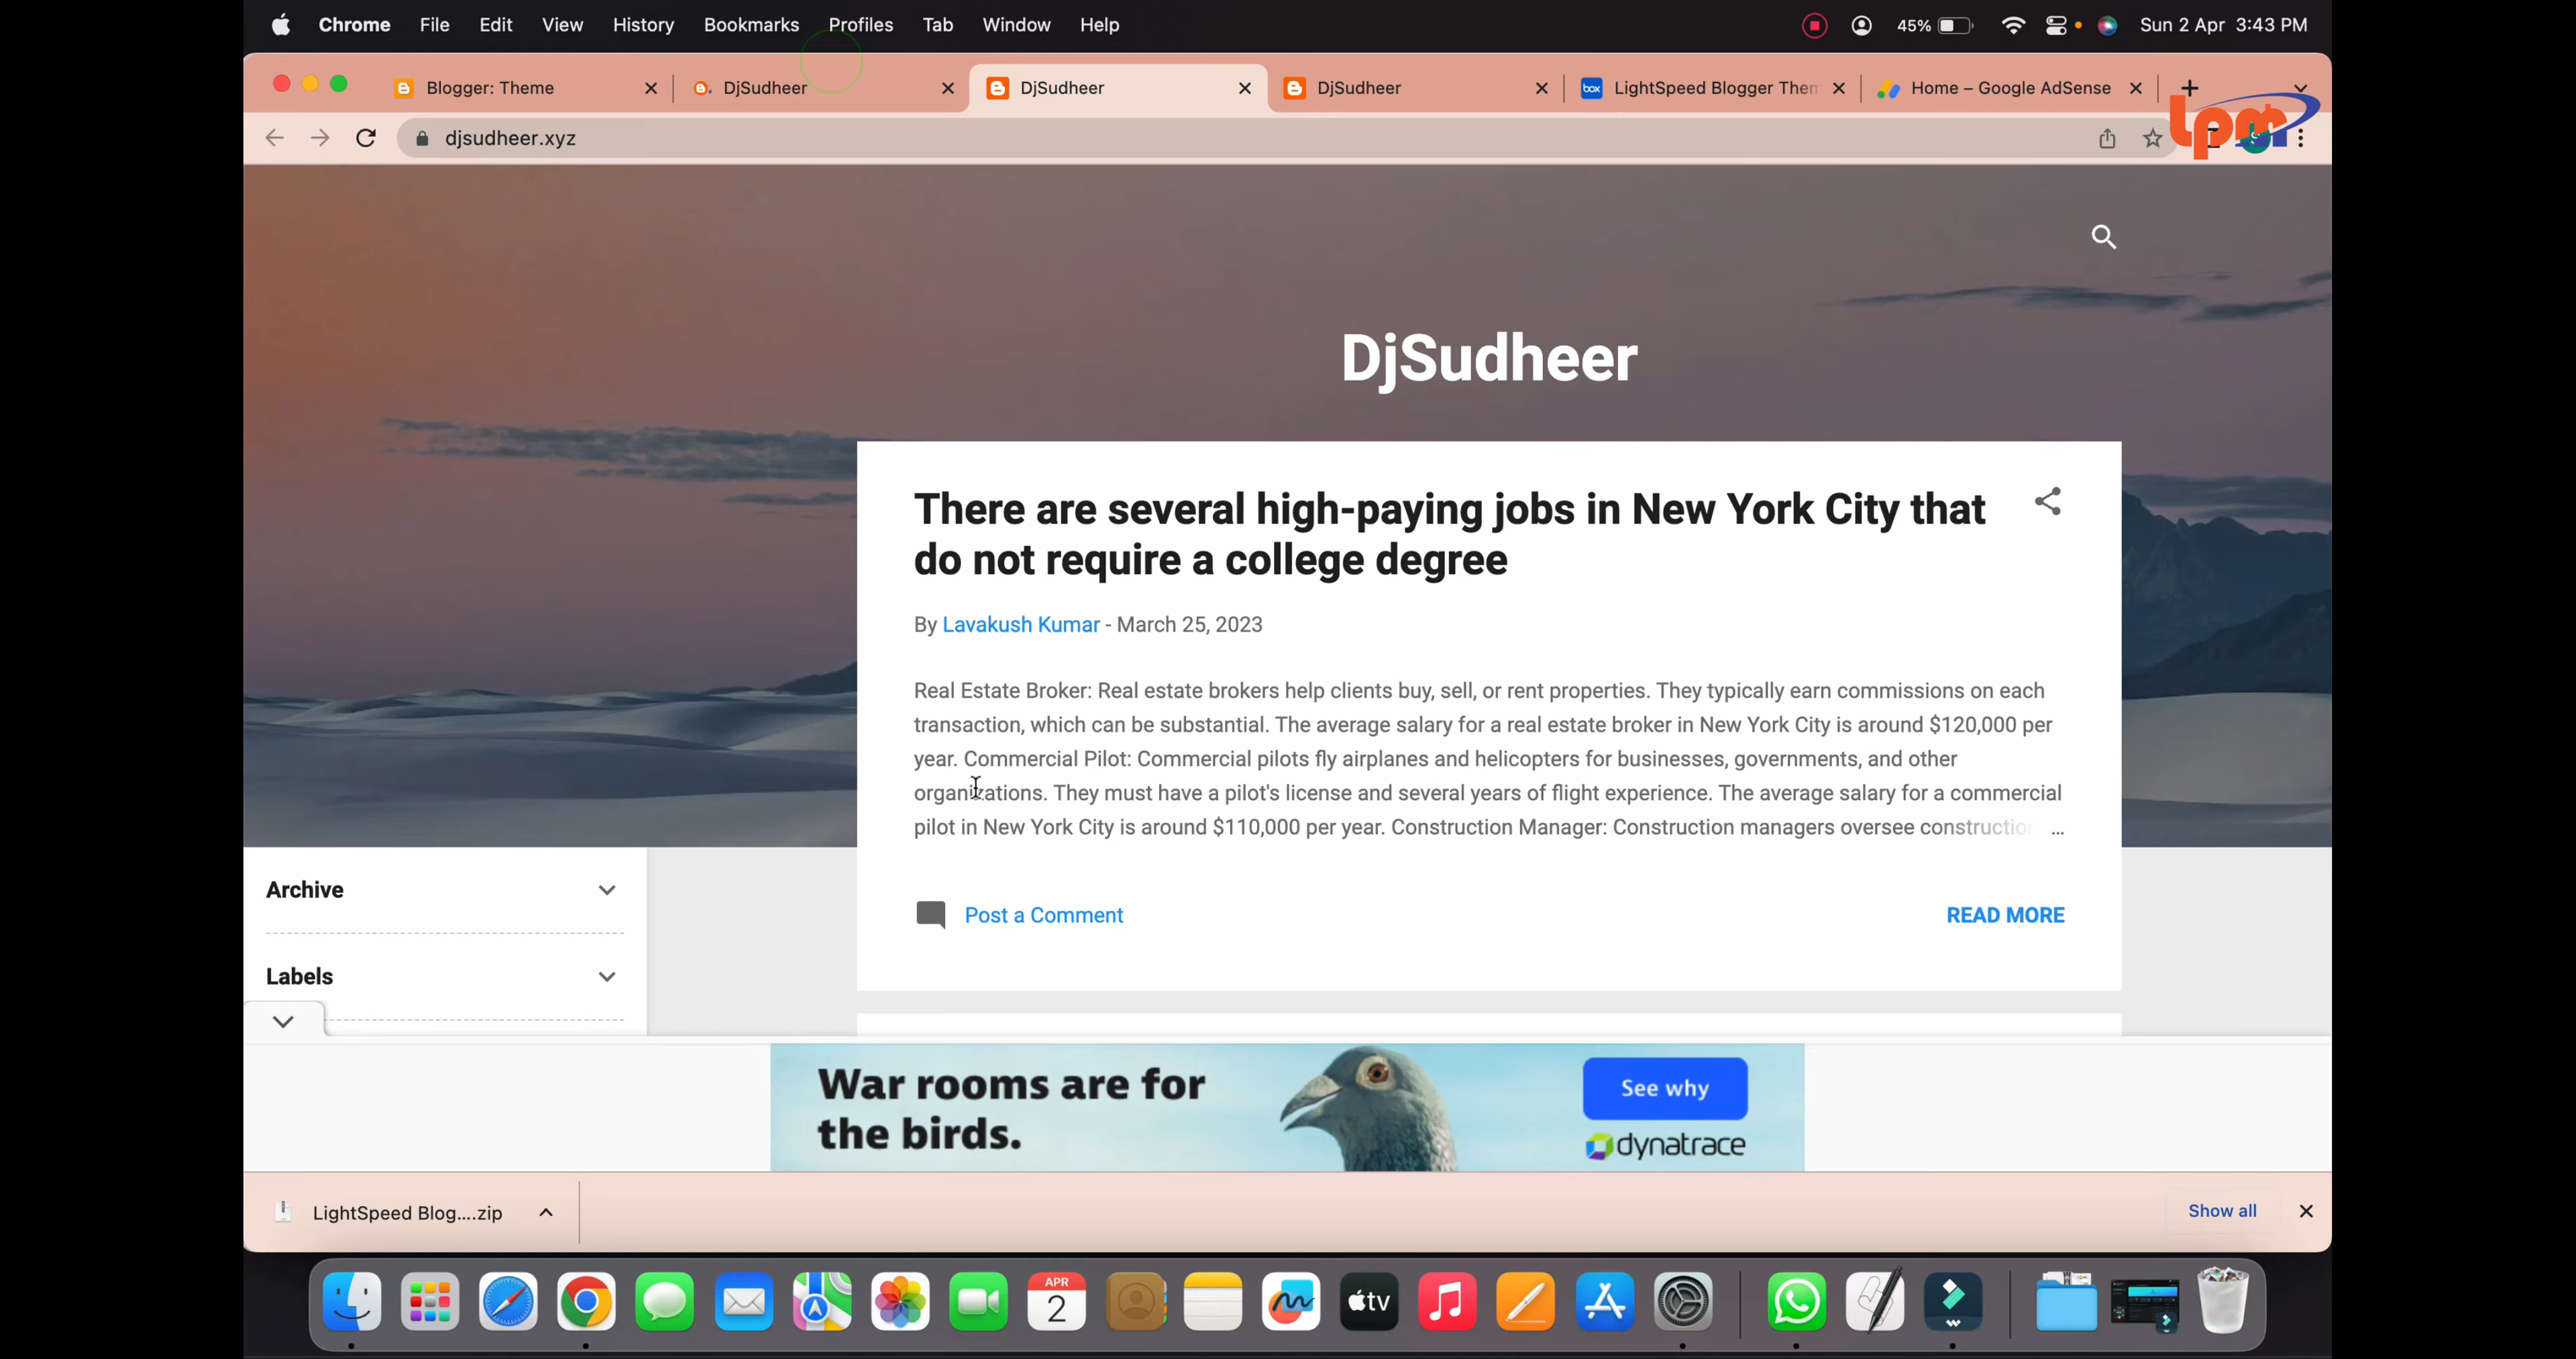 Chrome File Edit View History Bookmarks Profiles Tab Window Help 45% Sun 2 Apr 3:43 PM
Blogger: Theme DjSudheer DjSudheer DjSudheer LightSpeed Blogger Them Home – Google AdSense
lpm
djsudheer.xyz
DjSudheer
There are several high-paying jobs in New York City that
do not require a college degree
By Lavakush Kumar - March 25, 2023
Real Estate Broker: Real estate brokers help clients buy, sell, or rent properties. They typically earn commissions on each
transaction, which can be substantial. The average salary for a real estate broker in New York City is around $120,000 per
year. Commercial Pilot: Commercial pilots fly airplanes and helicopters for businesses, governments, and other
organizations. They must have a pilot's license and several years of flight experience. The average salary for a commercial
pilot in New York City is around $110,000 per year. Construction Manager: Construction managers oversee construction ...
Archive
Post a Comment READ MORE
Labels
War rooms are for
the birds.
See why
dynatrace
LightSpeed Blog....zip Show all
APR
2
tv